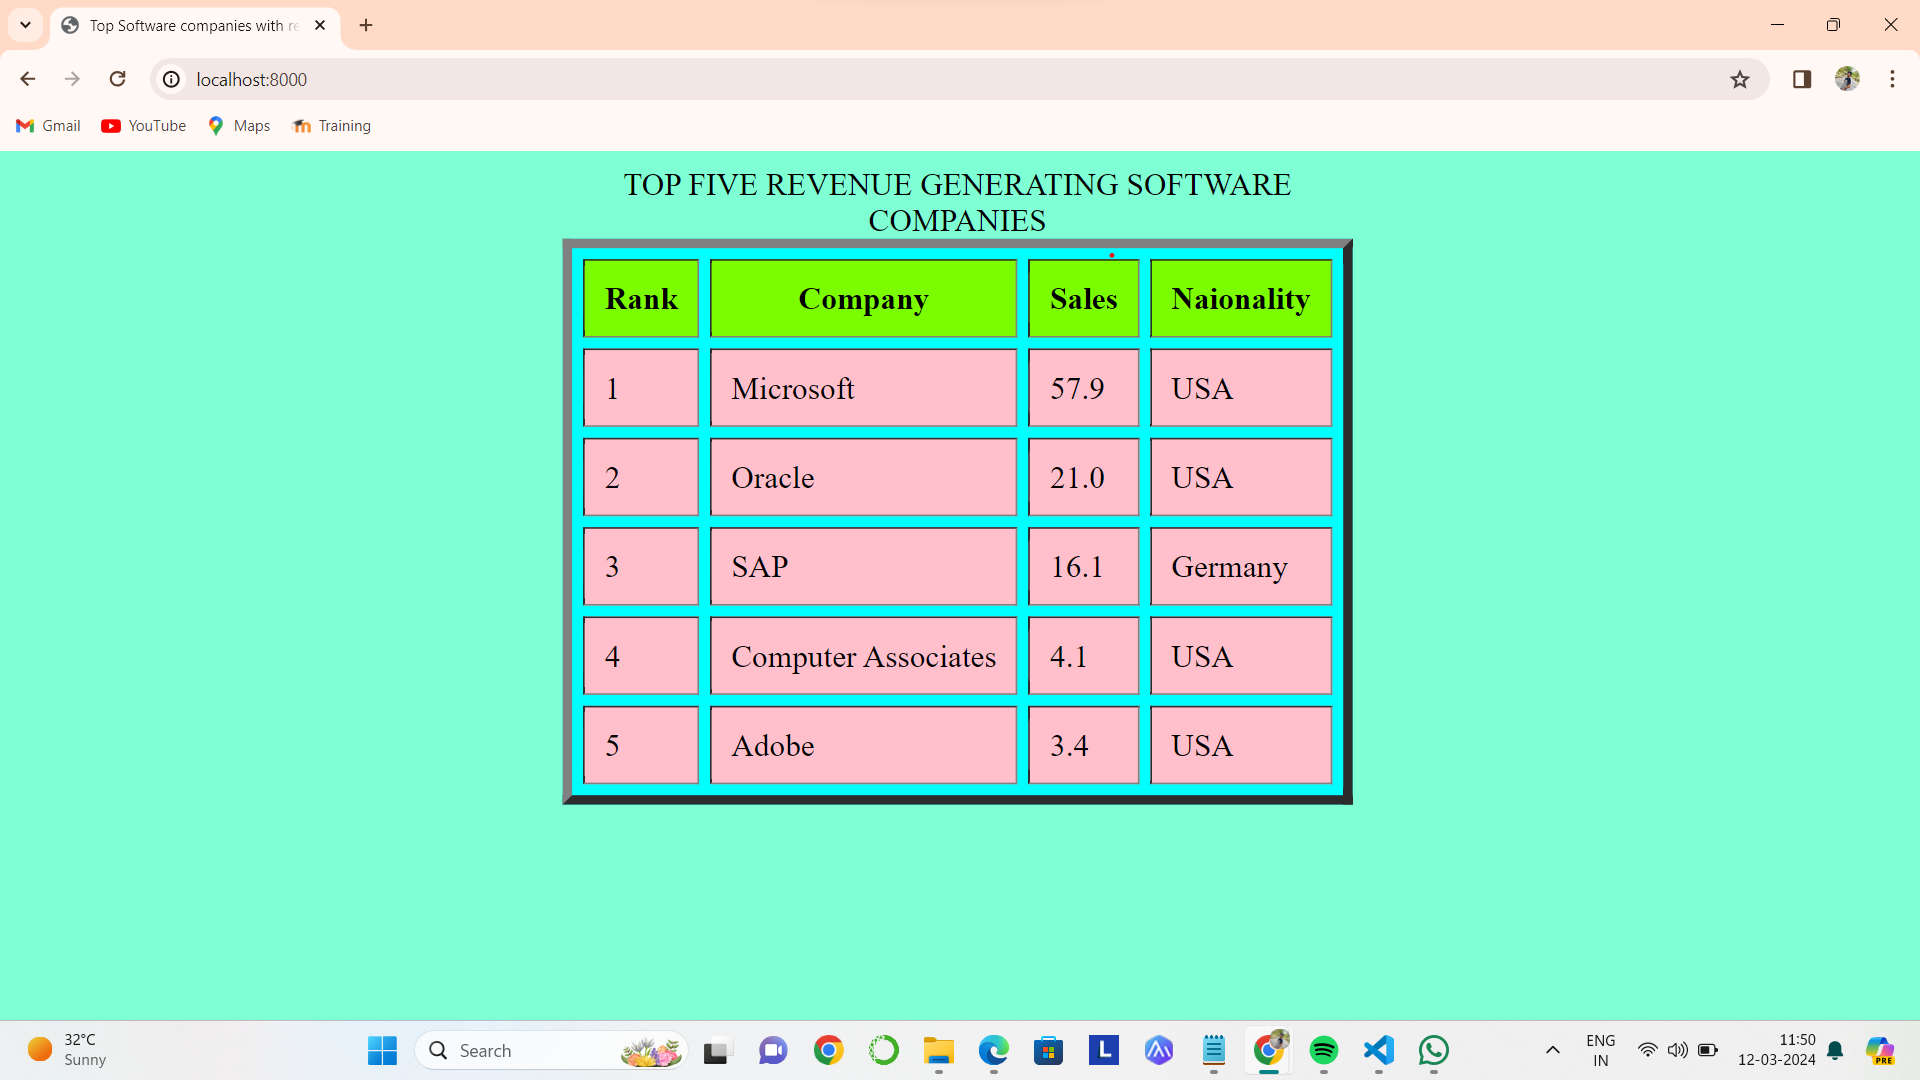 Top Software companies with re
localhost:8000
Gmail YouTube Maps Training
TOP FIVE REVENUE GENERATING SOFTWARE
COMPANIES
Rank Company Sales Naionality
1 Microsoft 57.9 USA
2 Oracle 21.0 USA
3 SAP 16.1 Germany
4 Computer Associates 4.1 USA
5 Adobe 3.4 USA
32°C
Sunny
Search
L
ENG
IN
11:50
12-03-2024
PRE